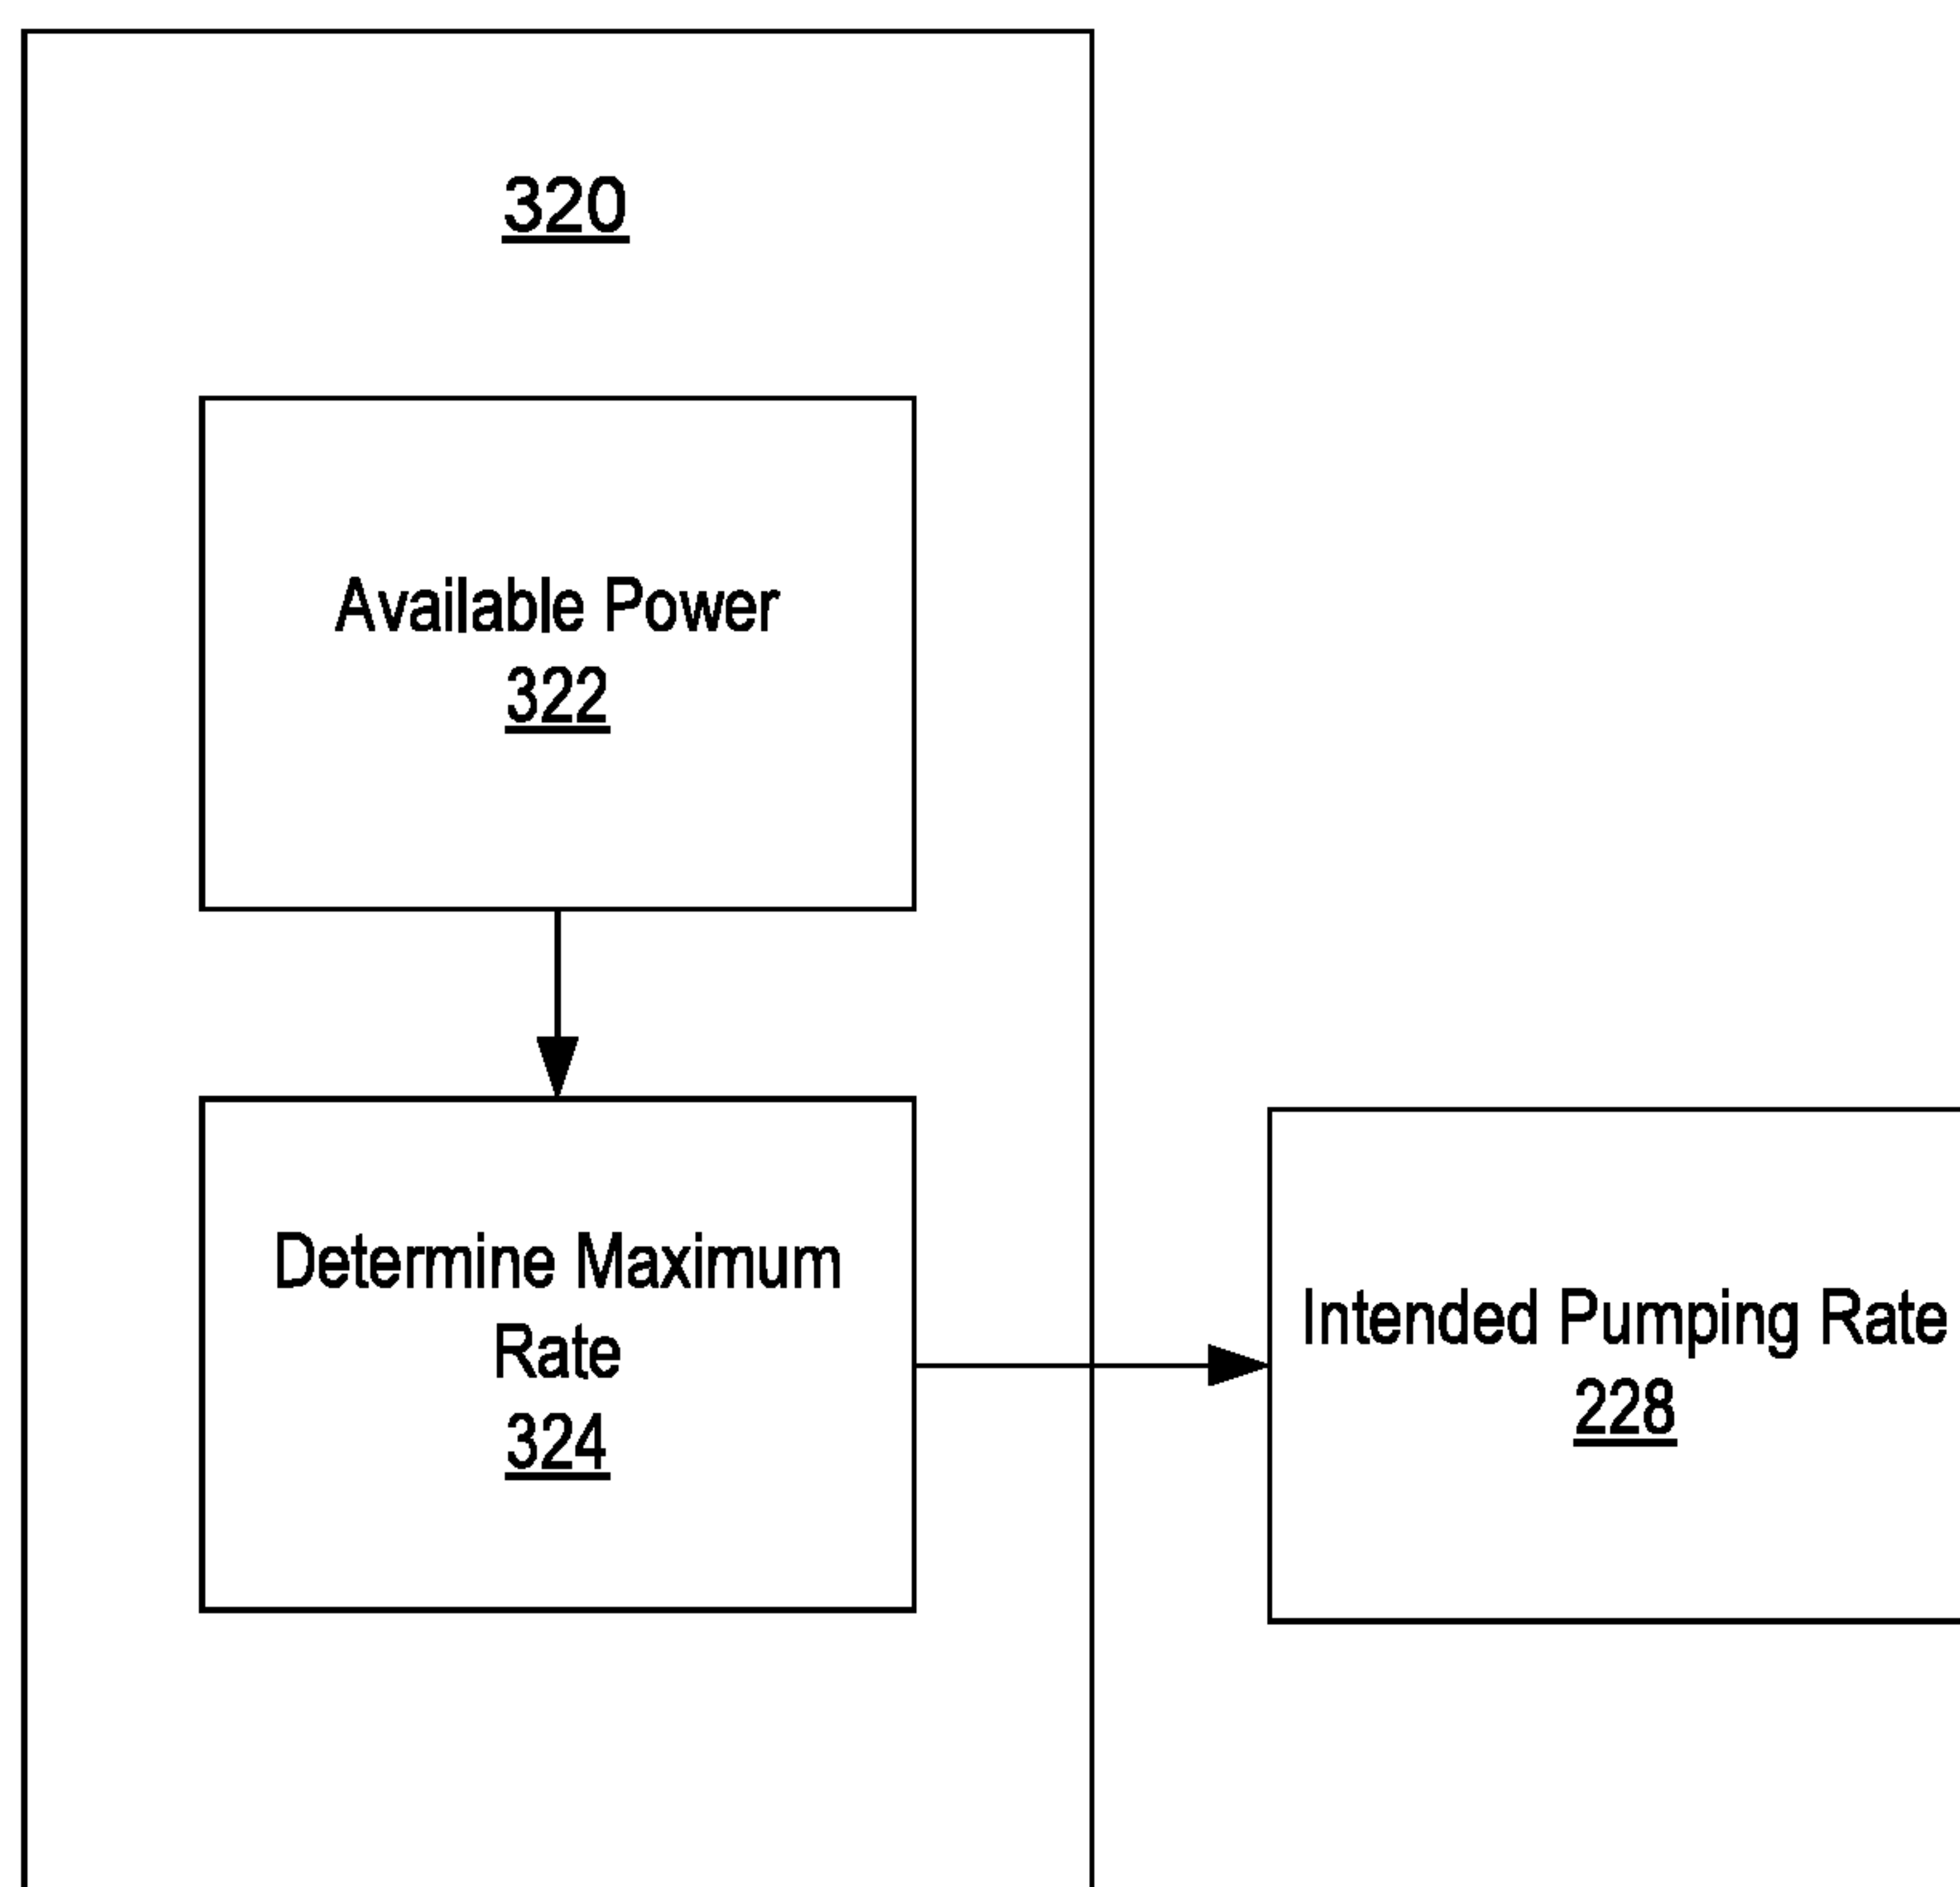 320
Available Power
322
Determine Maximum
Rate
324
Intended Pumping Rate
228